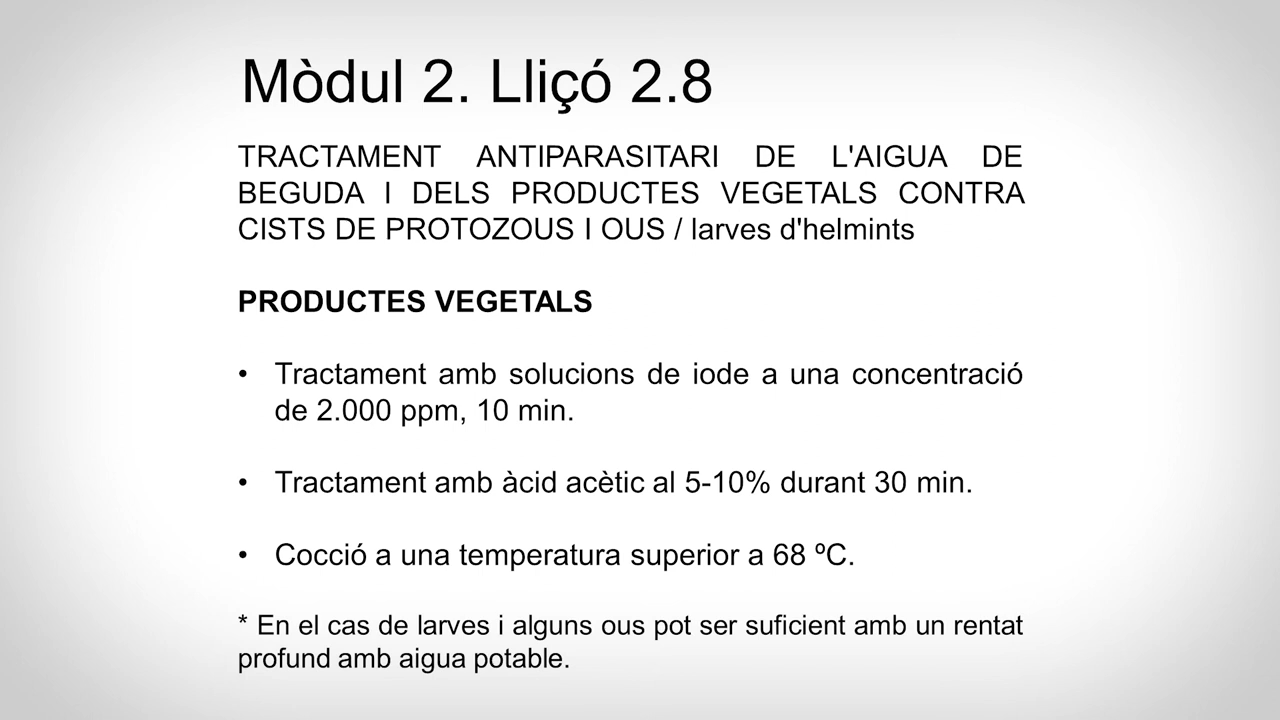 Mòdul 2. Lliçó 2.8
TRACTAMENT ANTIPARASITARI DE L'AIGUA DE
BEGUDA I DELS PRODUCTES VEGETALS CONTRA
CISTS DE PROTOZOUS I OUS / larves d'helmints
PRODUCTES VEGETALS
• Tractament amb solucions de iode a una concentració
de 2.000 ppm, 10 min.
• Tractament amb àcid acètic al 5-10% durant 30 min.
• Cocció a una temperatura superior a 68 ºC.
* En el cas de larves i alguns ous pot ser suficient amb un rentat
profund amb aigua potable.